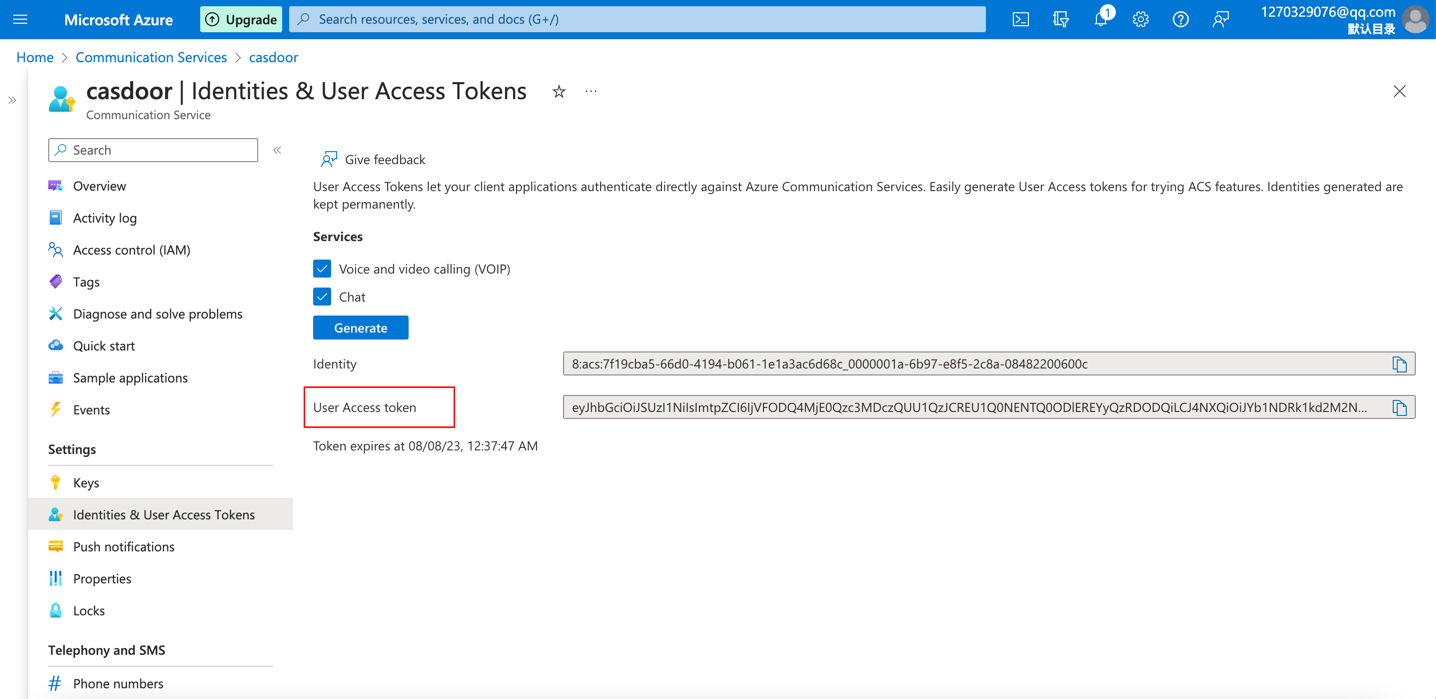 Microsoft Azure
Upgrade
Search resources, services, and docs (G+/)
1
1270329076@qq.com
默认目录
Home > Communication Services > casdoor
casdoor | Identities & User Access Tokens
Communication Service
Search
Overview
Activity log
Access control (IAM)
Tags
Diagnose and solve problems
Quick start
Sample applications
Events
Settings
Keys
Identities & User Access Tokens
Push notifications
Properties
Locks
Telephony and SMS
Phone numbers
Give feedback
User Access Tokens let your client applications authenticate directly against Azure Communication Services. Easily generate User Access tokens for trying ACS features. Identities generated are
kept permanently.
Services
Voice and video calling (VOIP)
Chat
Generate
Identity
8:acs:7f19cba5-66d0-4194-b061-1e1a3ac6d68c_0000001a-6b97-e8f5-2c8a-08482200600c
User Access token
eyJhbGciOiJSUzI1NiIsImtpZCI6IjVFODQ4MjE0Qzc3MDczQUU1QzJCREU1Q0NENTQ0ODlEREYyQzRDODQiLCJ4NXQiOiJYb1NDRk1kd2M2N...
Token expires at 08/08/23, 12:37:47 AM